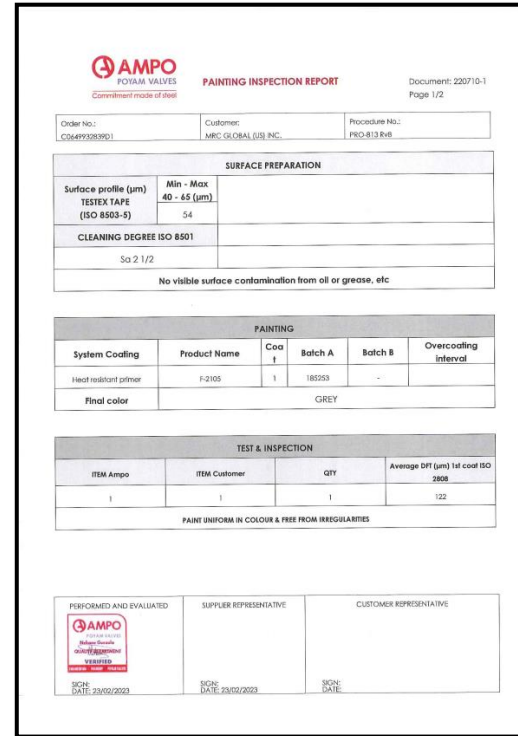 AMPO
POYAM VALVES
Commitment made of steel
PAINTING INSPECTION REPORT
Document: 220710-1
Page 1/2
Order No.:
Customer:
Procedure No.:
MRC GLOBAL (US) INC.
PRO-813 Rv8
SURFACE PREPARATION
Surface profile (µm)
TESTEX TAPE
(ISO 8503-5)
Min - Max
40 - 65 (µm)
54
CLEANING DEGREE ISO 8501
Sa 2 1/2
No visible surface contamination from oil or grease, etc
PAINTING
System Coating
Product Name
Coa
t
Batch A
Batch B
Overcoating
interval
Heat resistant primer
F-2105
1
185253
-
Final color
GREY
TEST & INSPECTION
ITEM Ampo
ITEM Customer
QTY
Average DFT (µm) 1st coat ISO
2808
1
1
1
122
PAINT UNIFORM IN COLOUR & FREE FROM IRREGULARITIES
PERFORMED AND EVALUATED
SUPPLIER REPRESENTATIVE
CUSTOMER REPRESENTATIVE
AMPO
POYAM VALVES
QUALITY DEPARTMENT
VERIFIED
SIGN:
DATE: 23/02/2023
SIGN:
DATE: 23/02/2023
SIGN:
DATE: